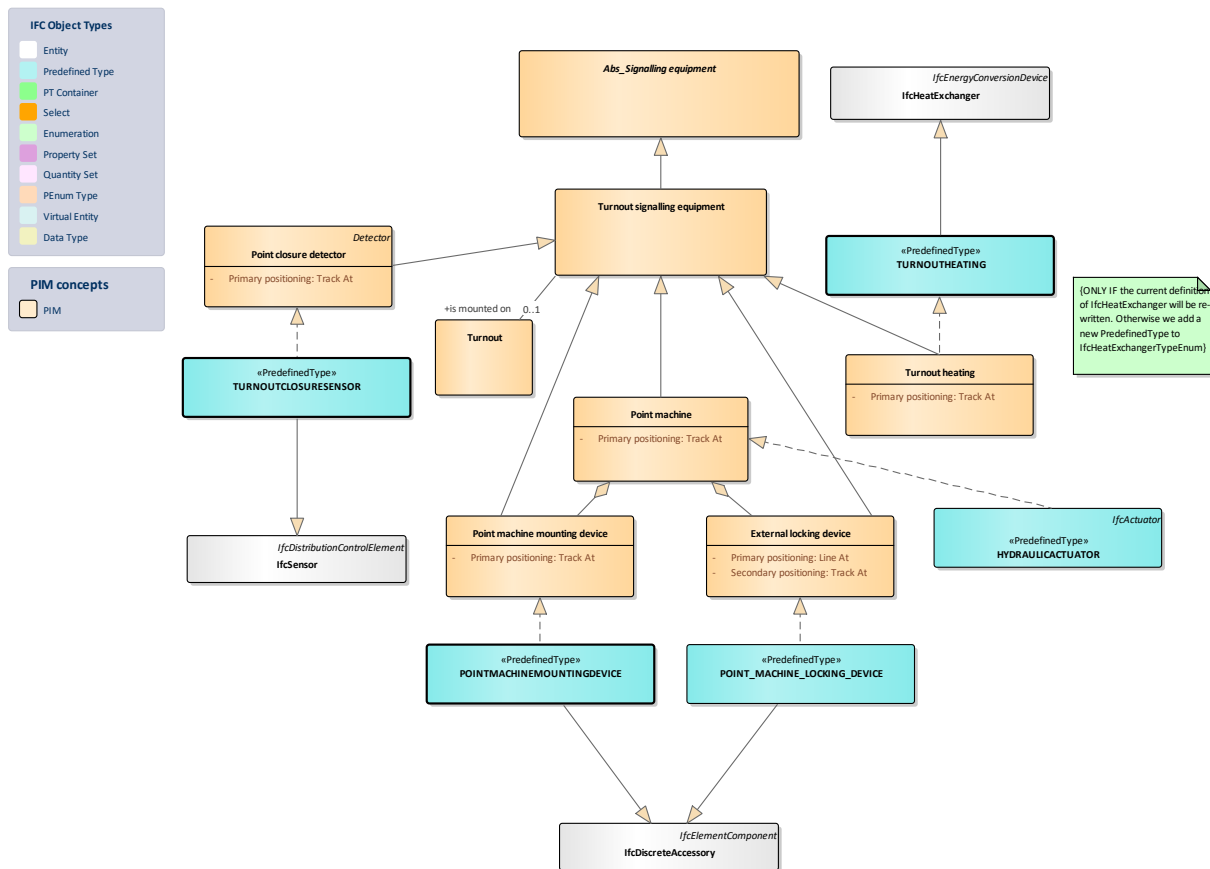 IFC Object Types
Entity
Predefined Type
PT Container
Select
Enumeration
Property Set
Quantity Set
PEnum Type
Virtual Entity
Data Type
PIM concepts
PIM
Abs_Signalling equipment
IfcEnergyConversionDevice
IfcHeatExchanger
Turnout signalling equipment
Detector
Point closure detector
- Primary positioning: Track At
«PredefinedType»
TURNOUTHEATING
{ONLY IF the current definition
of IfcHeatExchanger will be re-
written. Otherwise we add a
new PredefinedType to
IfcHeatExchangerTypeEnum}
+is mounted on 0..1
Turnout
«PredefinedType»
TURNOUTCLOSURESENSOR
Turnout heating
- Primary positioning: Track At
Point machine
- Primary positioning: Track At
IfcDistributionControlElement
IfcSensor
Point machine mounting device
- Primary positioning: Track At
External locking device
- Primary positioning: Line At
- Secondary positioning: Track At
IfcActuator
«PredefinedType»
HYDRAULICACTUATOR
«PredefinedType»
POINTMACHINEMOUNTINGDEVICE
«PredefinedType»
POINT_MACHINE_LOCKING_DEVICE
IfcElementComponent
IfcDiscreteAccessory